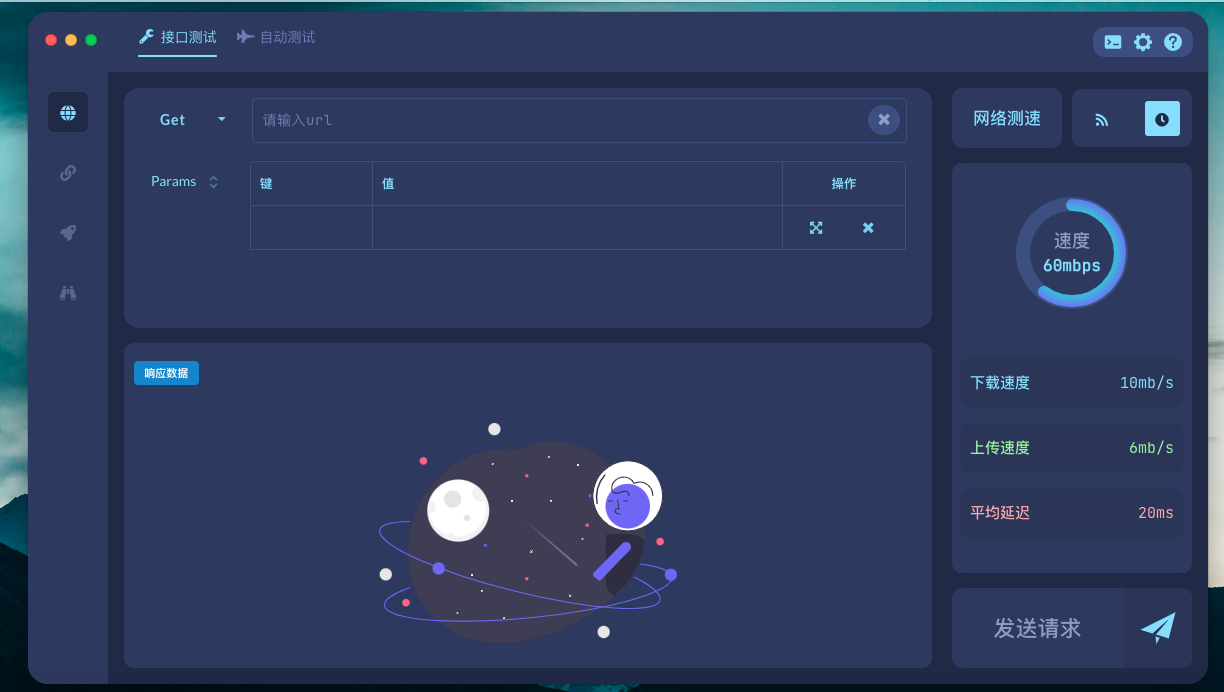 接口测试
自动测试
Get
请输入url
网络测速
Params
键
值
操作
速度
60mbps
响应数据
下载速度
10mb/s
上传速度
6mb/s
平均延迟
20ms
发送请求